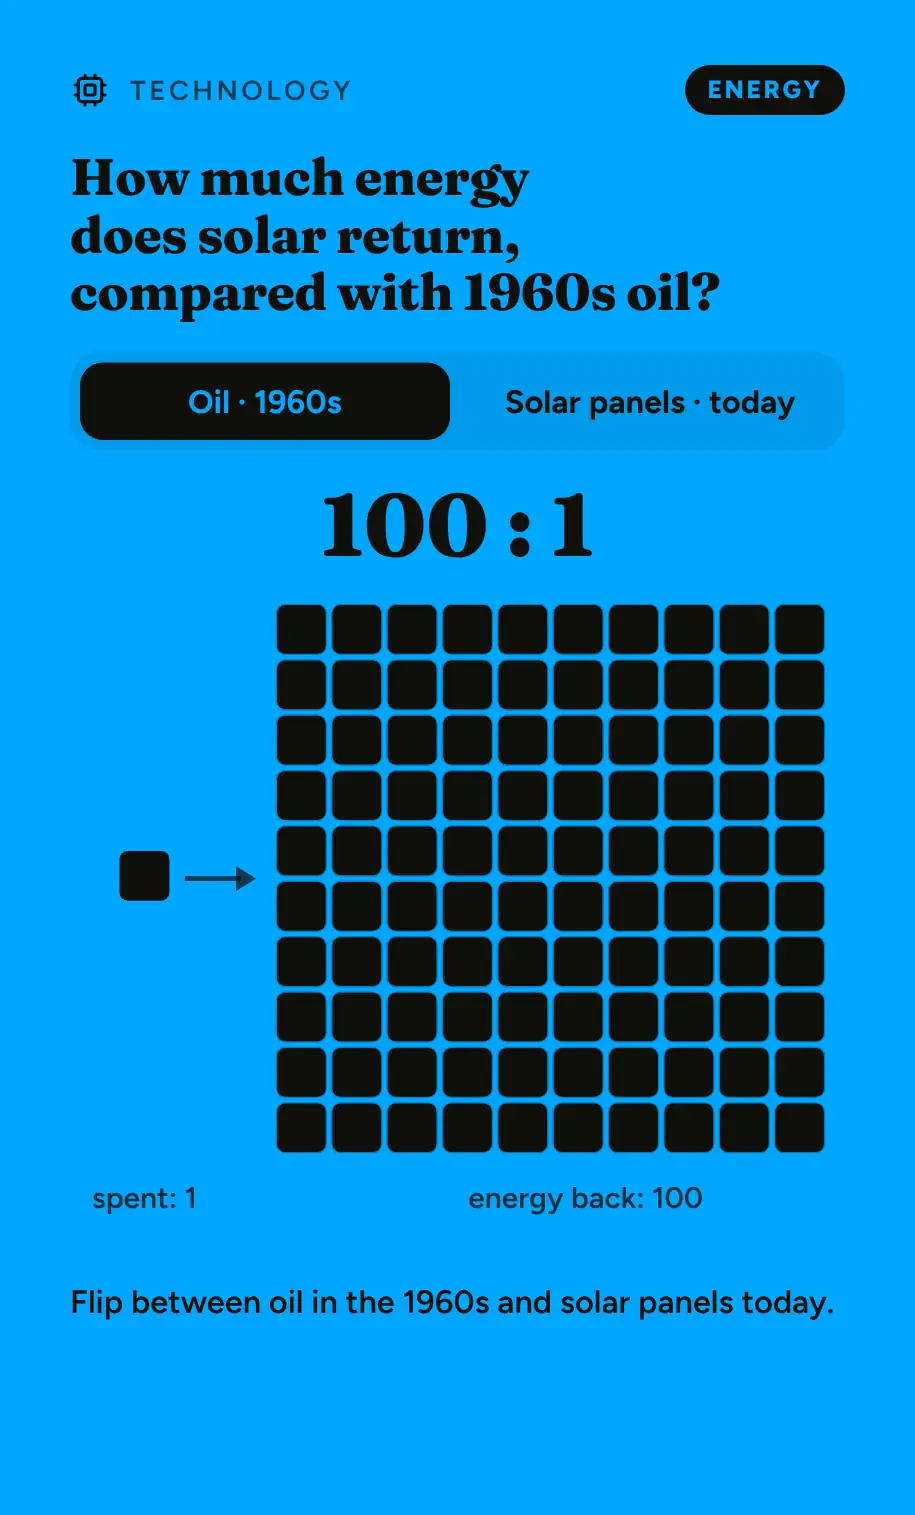 TECHNOLOGY
ENERGY
How much energy
does solar return,
compared with 1960s oil?
Oil · 1960s
Solar panels · today
100 : 1
spent: 1
energy back: 100
Flip between oil in the 1960s and solar panels today.